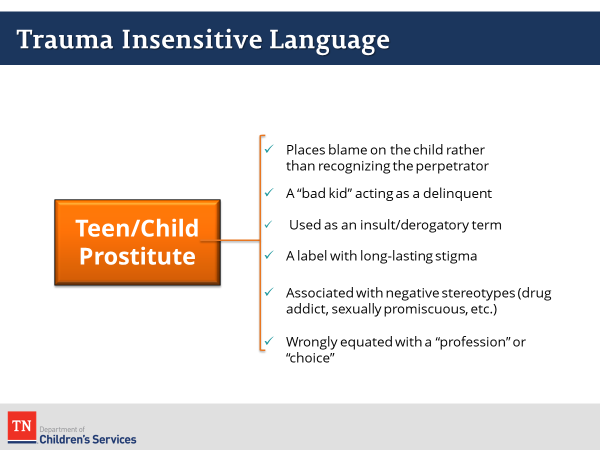 Trauma Insensitive Language
Teen/Child
Prostitute
Places blame on the child rather
than recognizing the perpetrator
A “bad kid” acting as a delinquent
Used as an insult/derogatory term
A label with long-lasting stigma
Associated with negative stereotypes (drug
addict, sexually promiscuous, etc.)
Wrongly equated with a “profession” or
“choice”
TN
Department of
Children's Services